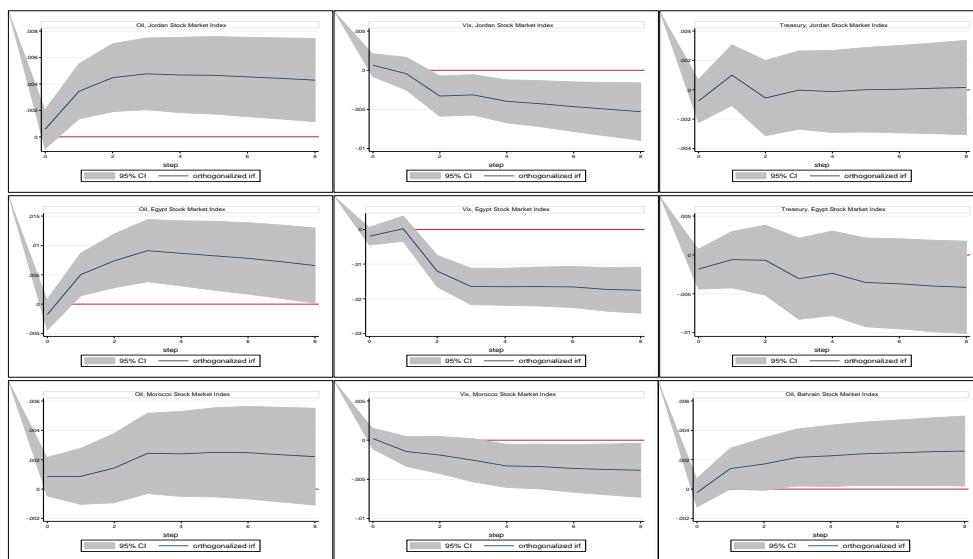 Oil, Jordan Stock Market Index
.008
.006
.004
.002
0
0 2 4 6 8
step
95% CI orthogonalized irf
Vix, Jordan Stock Market Index
.005
0
-.005
-.01
0 2 4 6 8
step
95% CI orthogonalized irf
Treasury, Jordan Stock Market Index
.004
.002
0
-.002
-.004
0 2 4 6 8
step
95% CI orthogonalized irf
Oil, Egypt Stock Market Index
.015
.01
.005
0
-.005
0 2 4 6 8
step
95% CI orthogonalized irf
Vix, Egypt Stock Market Index
.01
0
-.01
-.02
-.03
0 2 4 6 8
step
95% CI orthogonalized irf
Treasury, Egypt Stock Market Index
.005
0
-.005
-.01
0 2 4 6 8
step
95% CI orthogonalized irf
Oil, Morocco Stock Market Index
.006
.004
.002
0
-.002
0 2 4 6 8
step
95% CI orthogonalized irf
Vix, Morocco Stock Market Index
.005
0
-.005
-.01
0 2 4 6 8
step
95% CI orthogonalized irf
Oil, Bahrain Stock Market Index
.006
.004
.002
0
-.002
0 2 4 6 8
step
95% CI orthogonalized irf